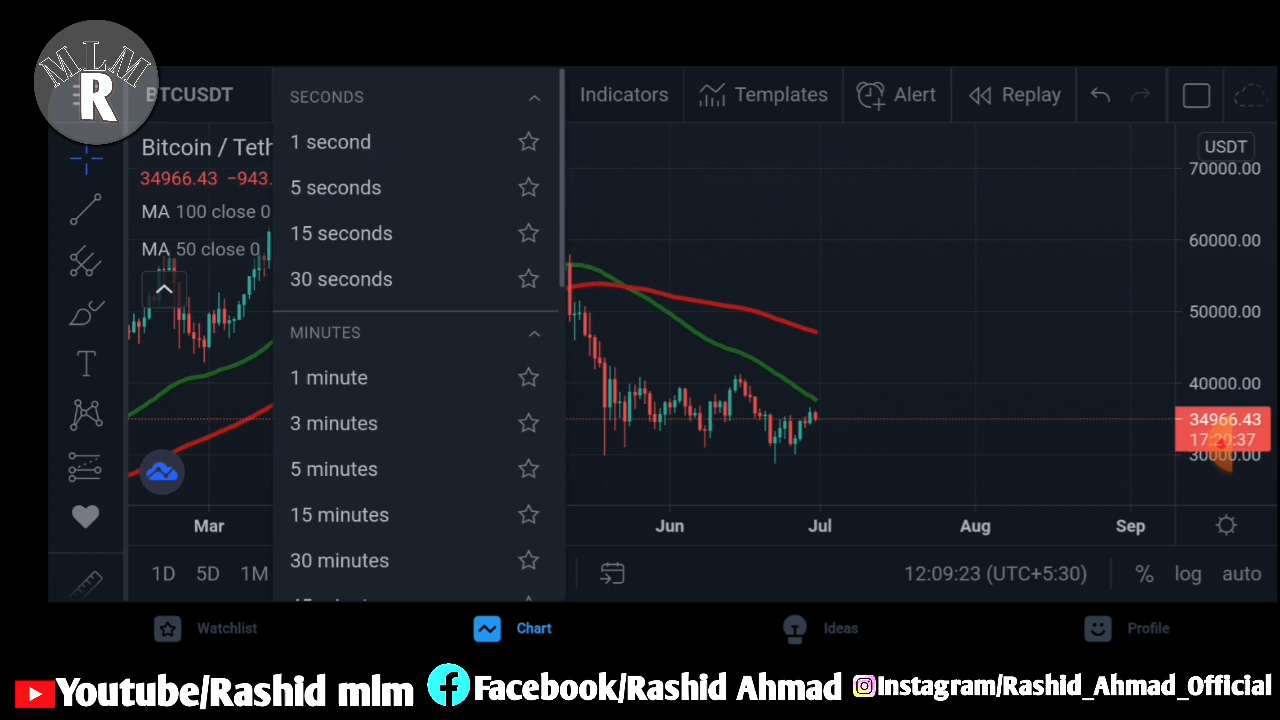 MLM
R
BTCUSDT
Indicators
Templates
Alert
Replay
Bitcoin / Teth
34966.43 −943.
MA 100 close 0
MA 50 close 0
SECONDS
1 second
5 seconds
15 seconds
30 seconds
MINUTES
1 minute
3 minutes
5 minutes
15 minutes
30 minutes
USDT
70000.00
60000.00
50000.00
40000.00
34966.43
17:20:37
30000.00
Mar
Jun
Jul
Aug
Sep
1D 5D 1M
12:09:23 (UTC+5:30)
% log auto
Watchlist
Chart
Ideas
Profile
Youtube/Rashid mlm
Facebook/Rashid Ahmad
Instagram/Rashid_Ahmad_Official